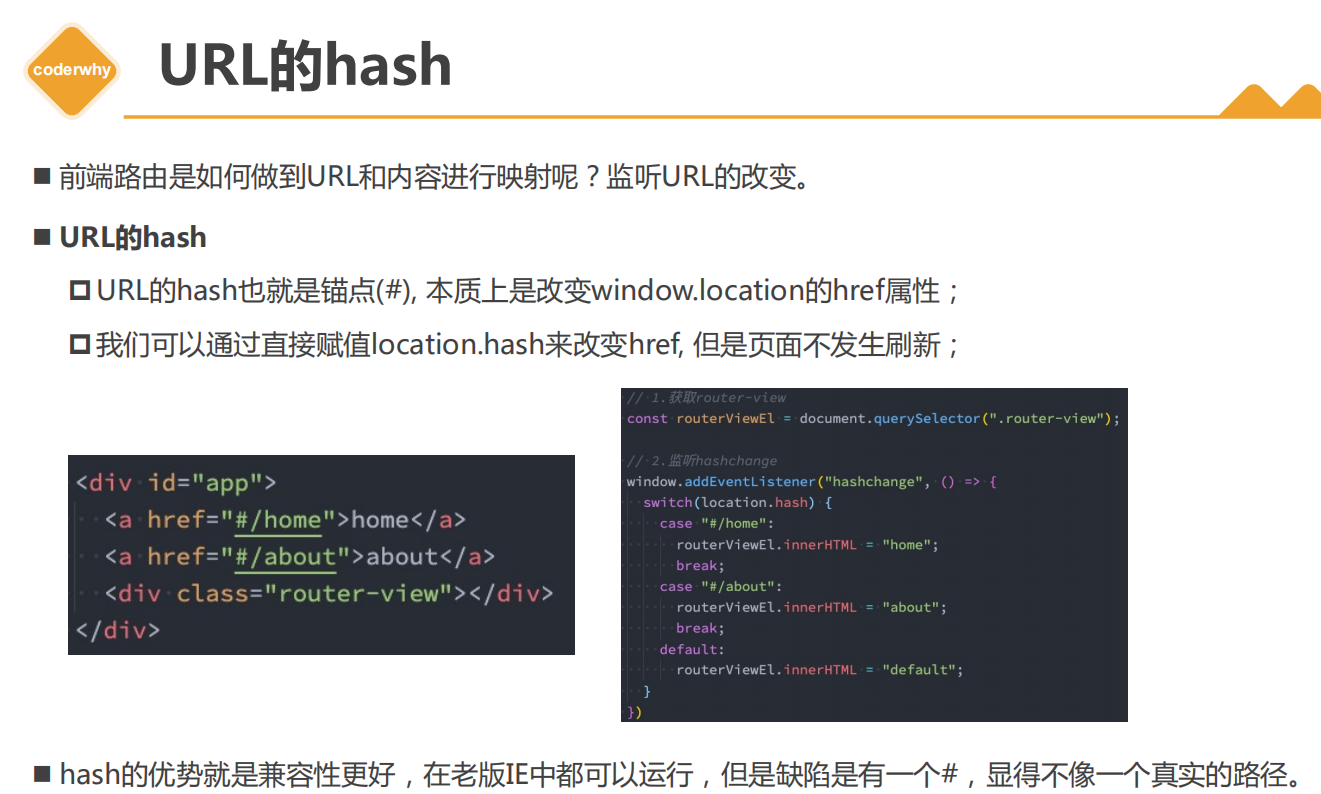 coderwhy
URL的hash
前端路由是如何做到URL和内容进行映射呢？监听URL的改变。
URL的hash
URL的hash也就是锚点(#), 本质上是改变window.location的href属性；
我们可以通过直接赋值location.hash来改变href, 但是页面不发生刷新；
<div id="app">
  <a href="#/home">home</a>
  <a href="#/about">about</a>
  <div class="router-view"></div>
</div>
// 1.获取router-view
const routerViewEl = document.querySelector(".router-view");
// 2.监听hashchange
window.addEventListener("hashchange", () => {
  switch(location.hash) {
    case "#/home":
      routerViewEl.innerHTML = "home";
      break;
    case "#/about":
      routerViewEl.innerHTML = "about";
      break;
    default:
      routerViewEl.innerHTML = "default";
  }
})
hash的优势就是兼容性更好，在老版IE中都可以运行，但是缺陷是有一个#，显得不像一个真实的路径。